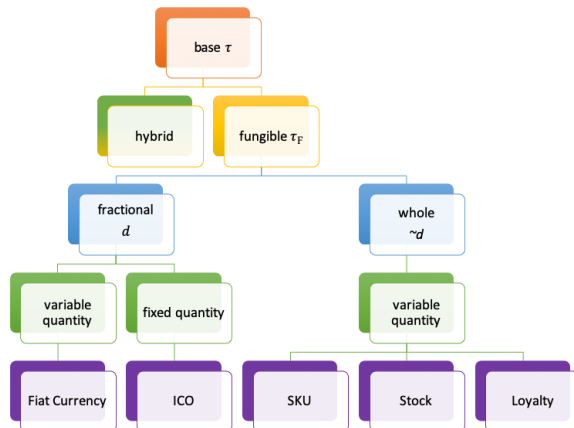 base τ
hybrid
fungible τF
fractional
d
whole
~d
variable
quantity
fixed quantity
variable
quantity
Fiat Currency
ICO
SKU
Stock
Loyalty